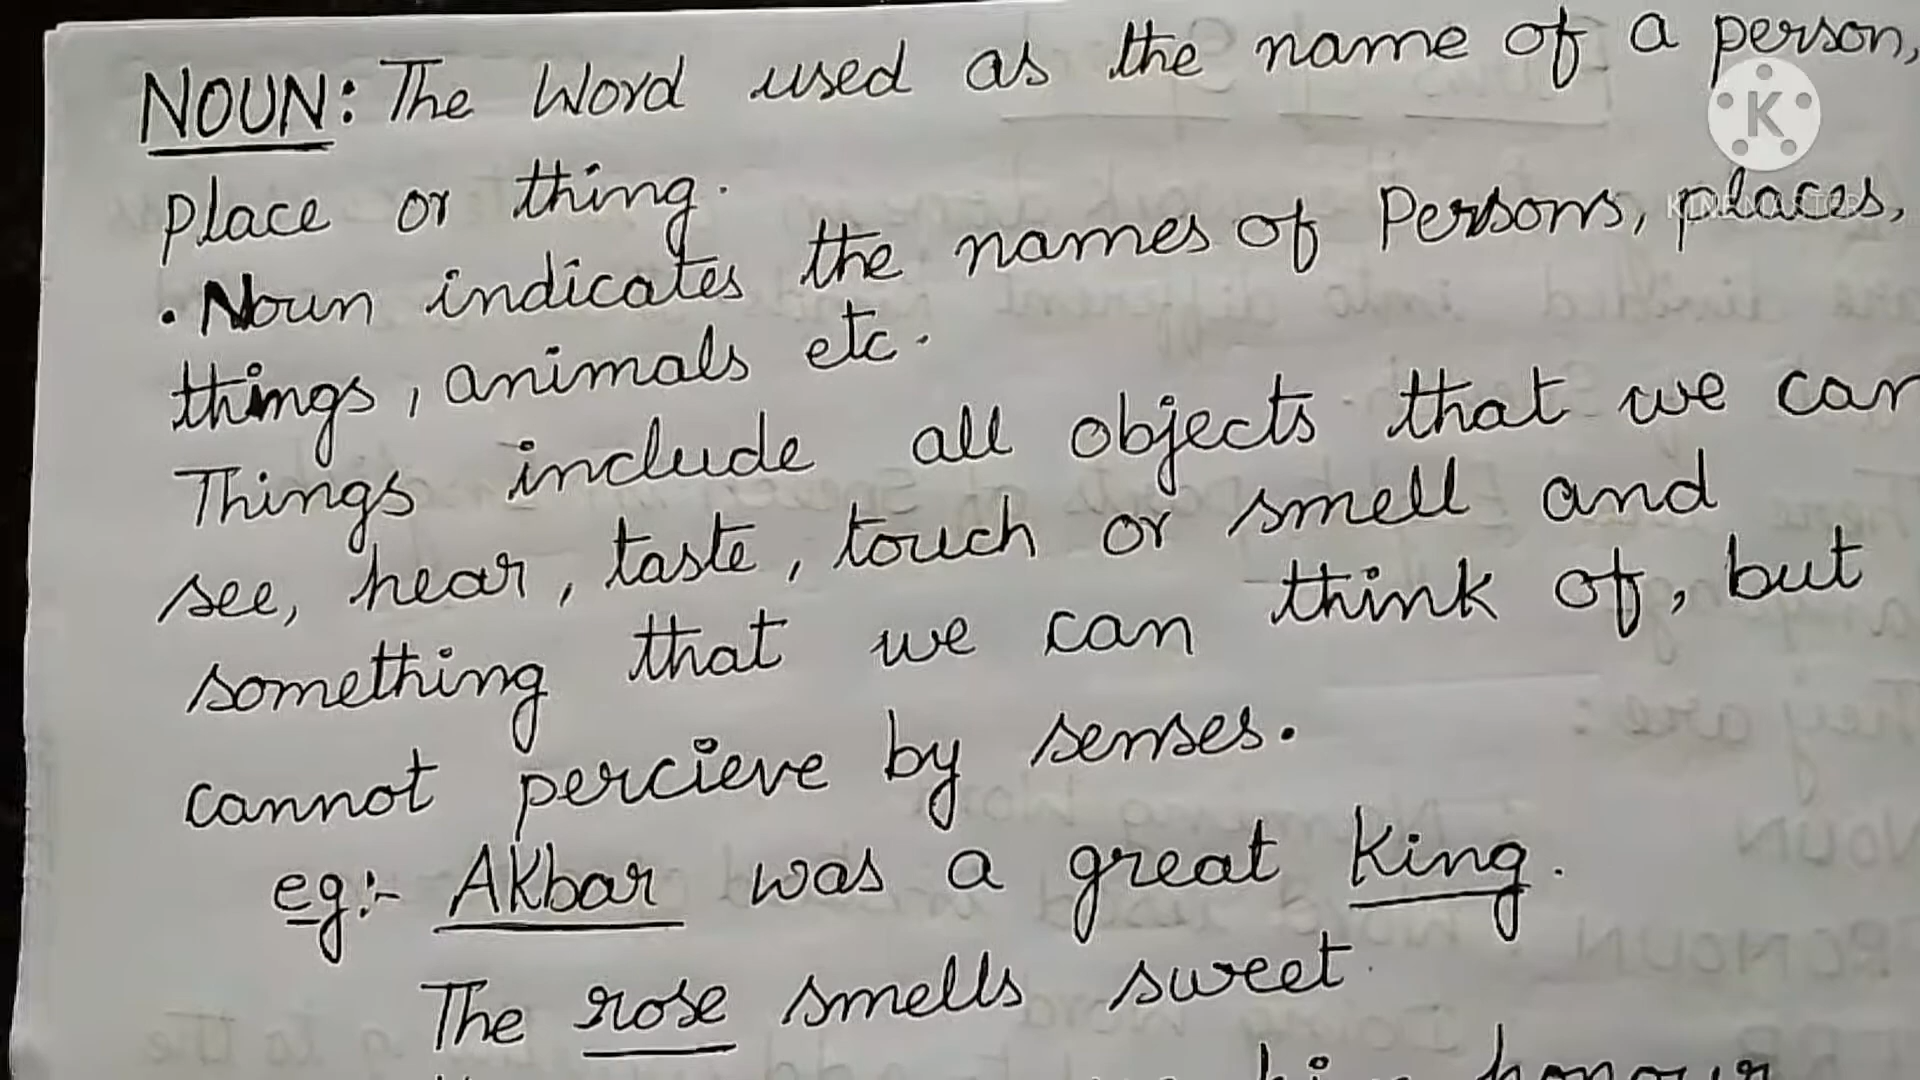 NOUN: The Word used as the name of a person,
place or thing.
K
KINEMASTER
• Noun indicates the names of Persons, places,
things, animals etc.
Things include all objects that we can
see, hear, taste, touch or smell and
something that we can think of, but
cannot percieve by senses.
eg:- Akbar was a great King.
The rose smells sweet.
honour